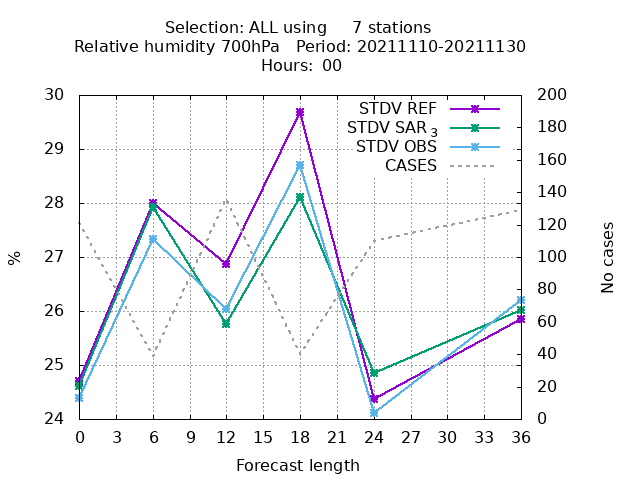 Selection: ALL using     7 stations
Relative humidity 700hPa   Period: 20211110-20211130
Hours: 00
STDV REF
STDV SAR3
STDV OBS
CASES
30
29
28
27
26
25
24
%
200
180
160
140
120
100
80
60
40
20
0
No cases
0 3 6 9 12 15 18 21 24 27 30 33 36
Forecast length